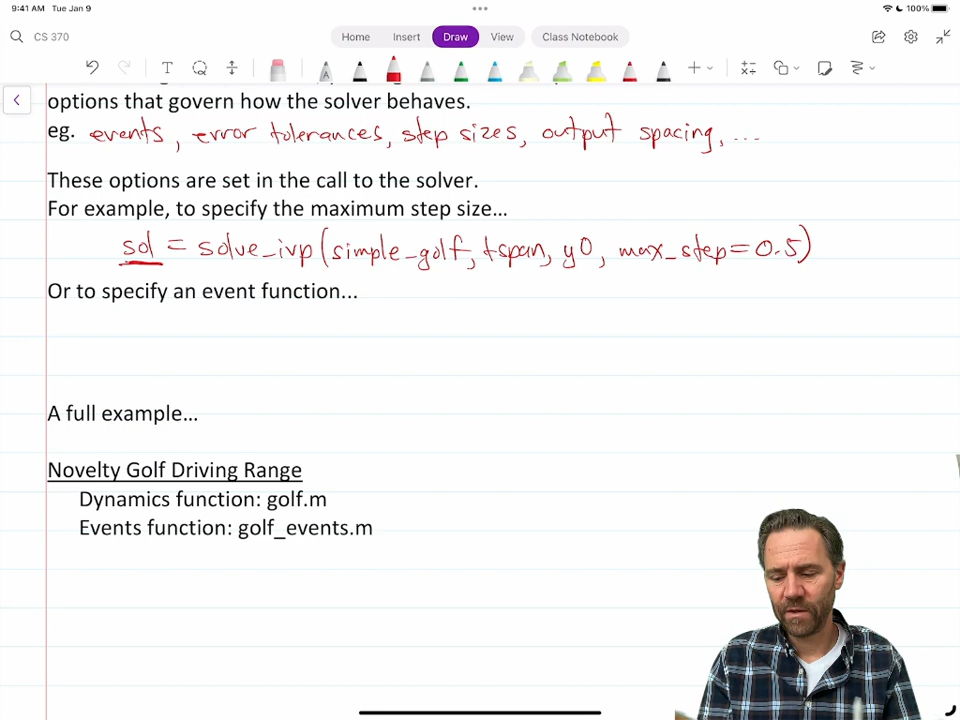 9:41 AM Tue Jan 9
100%
CS 370
Home Insert Draw View Class Notebook
options that govern how the solver behaves.
eg. events, error tolerances, step sizes, output spacing, ...
These options are set in the call to the solver.
For example, to specify the maximum step size...
sol = solve_ivp(simple_golf, tspan, y0, max_step=0.5)
Or to specify an event function...
A full example...
Novelty Golf Driving Range
Dynamics function: golf.m
Events function: golf_events.m